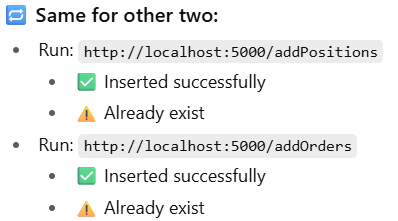 🔁 Same for other two:
• Run: http://localhost:5000/addPositions
• ✅ Inserted successfully
• ⚠️ Already exist
• Run: http://localhost:5000/addOrders
• ✅ Inserted successfully
• ⚠️ Already exist